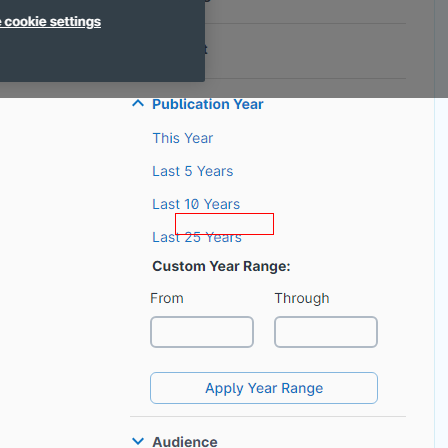 cookie settings
Publication Year
This Year
Last 5 Years
Last 10 Years
Last 25 Years
Custom Year Range:
From Through
Apply Year Range
Audience